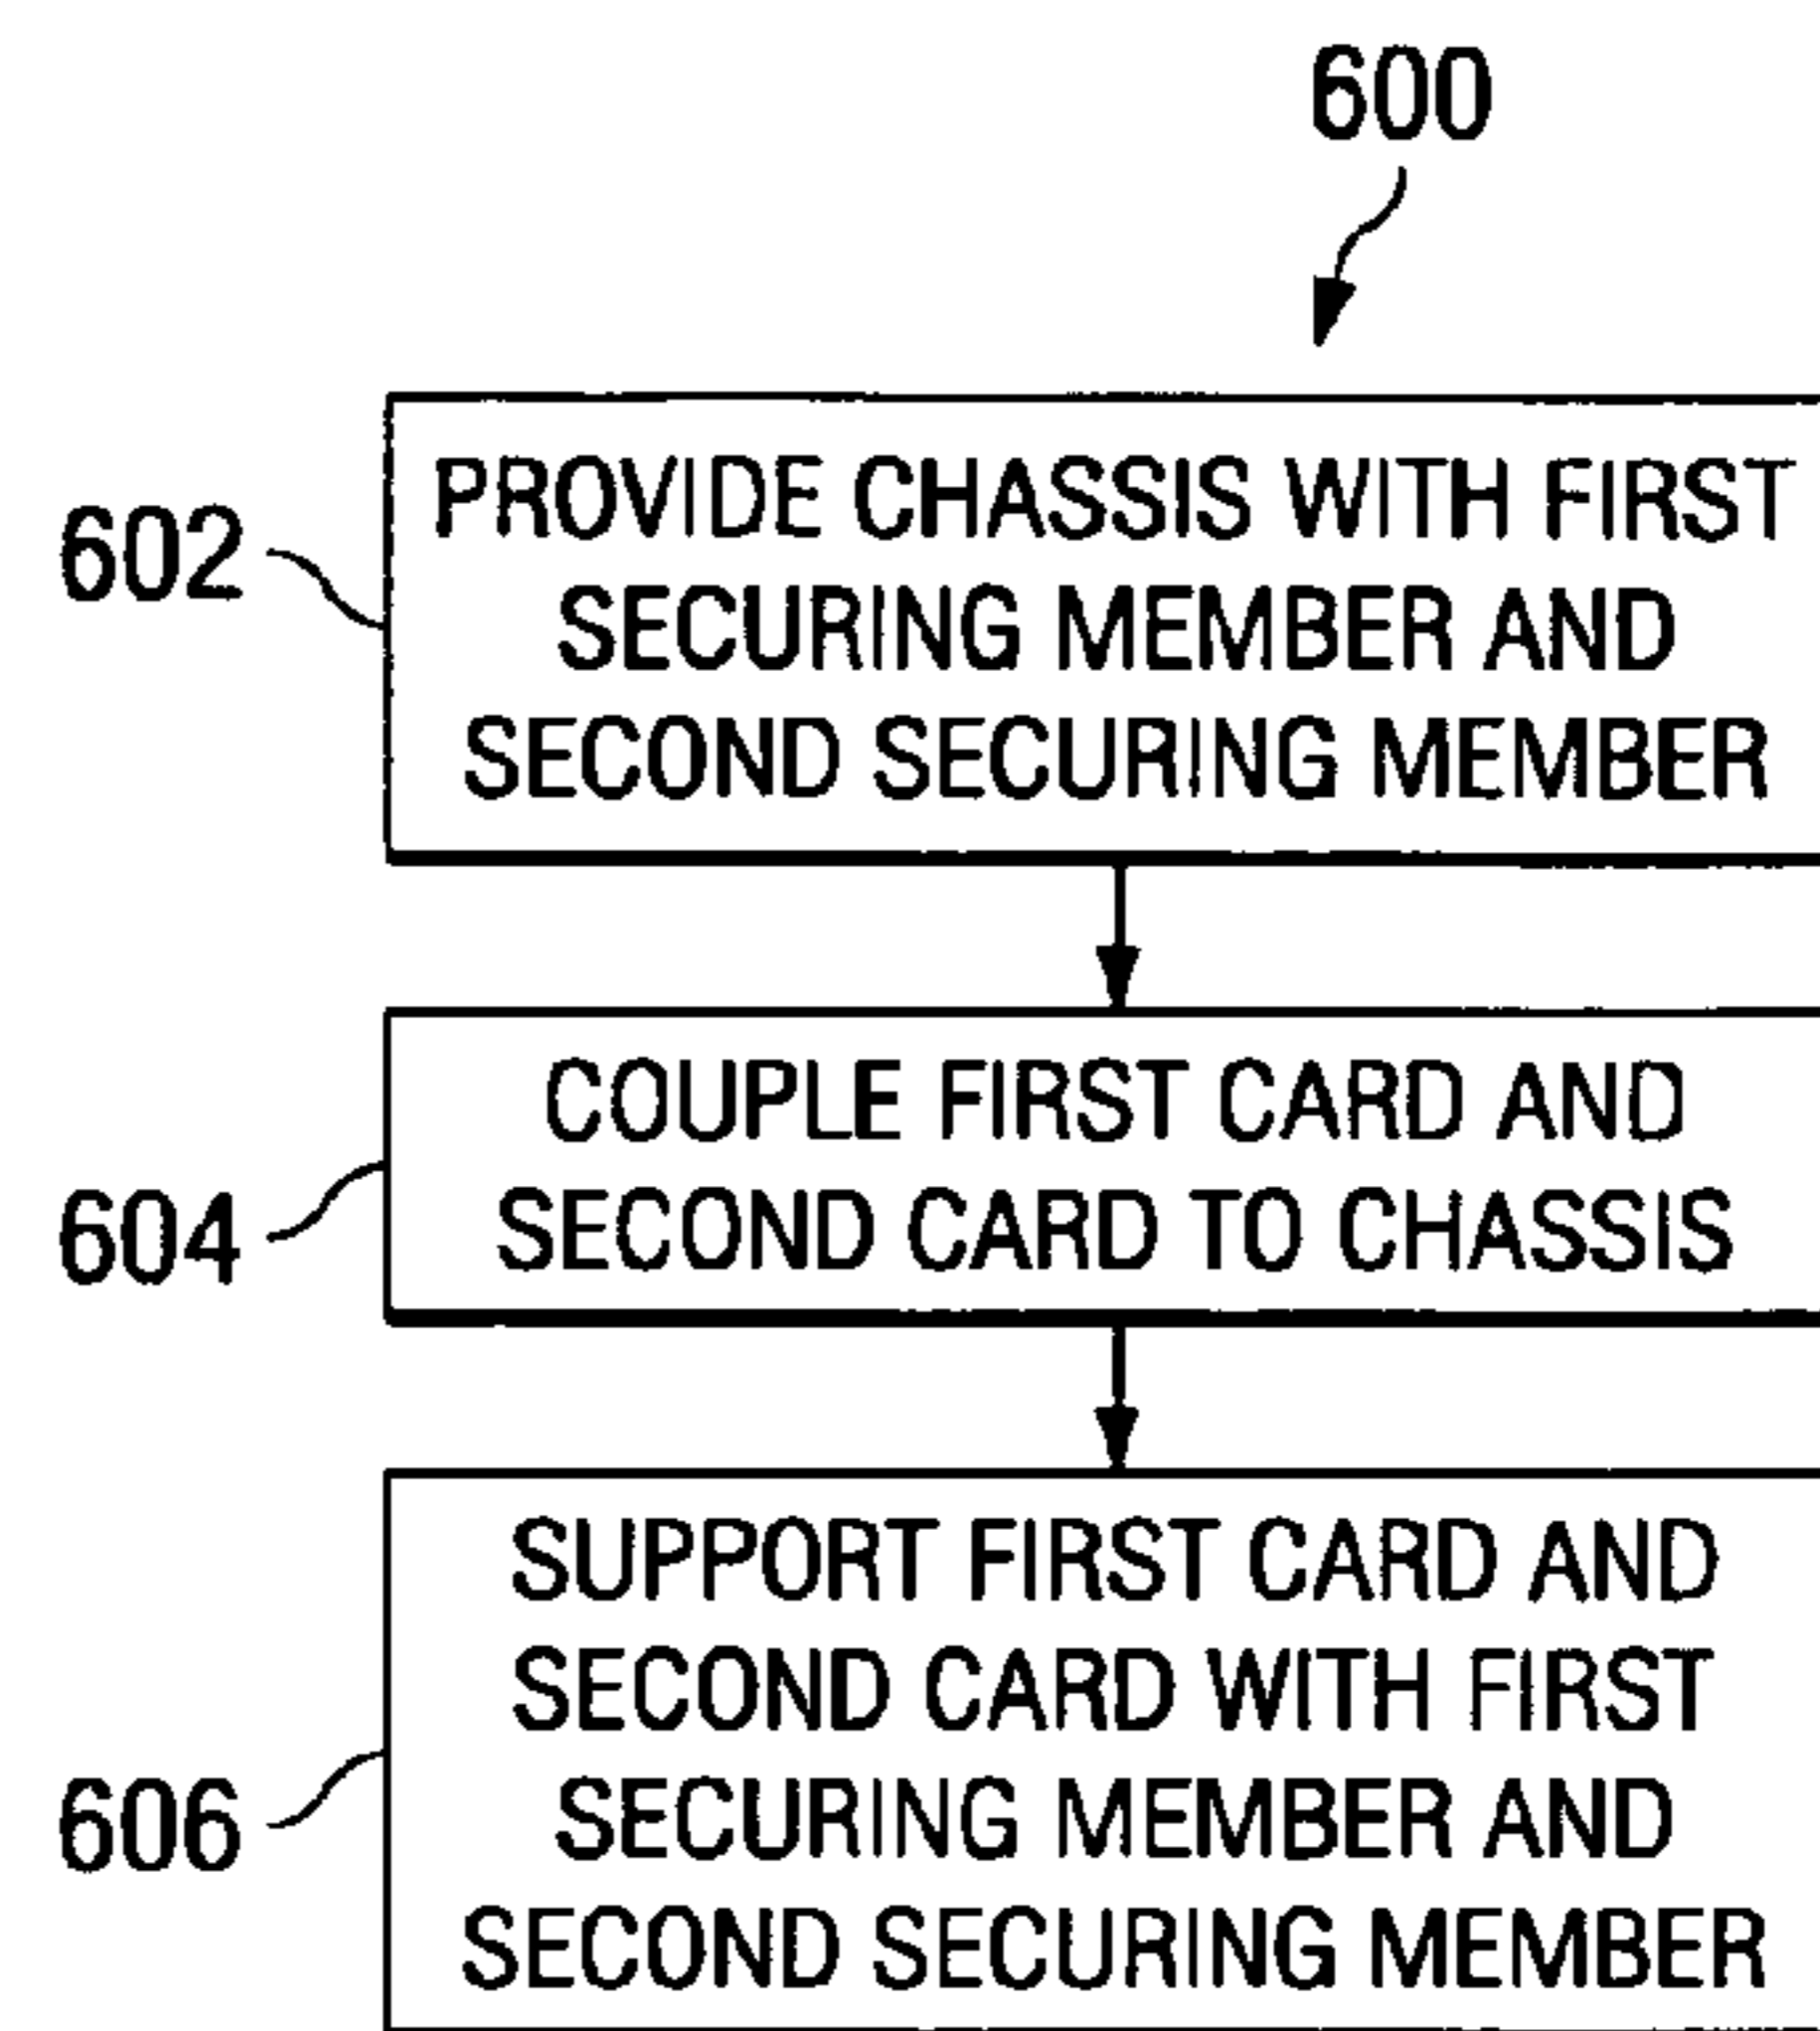 600
602
PROVIDE CHASSIS WITH FIRST
SECURING MEMBER AND
SECOND SECURING MEMBER
604
COUPLE FIRST CARD AND
SECOND CARD TO CHASSIS
606
SUPPORT FIRST CARD AND
SECOND CARD WITH FIRST
SECURING MEMBER AND
SECOND SECURING MEMBER